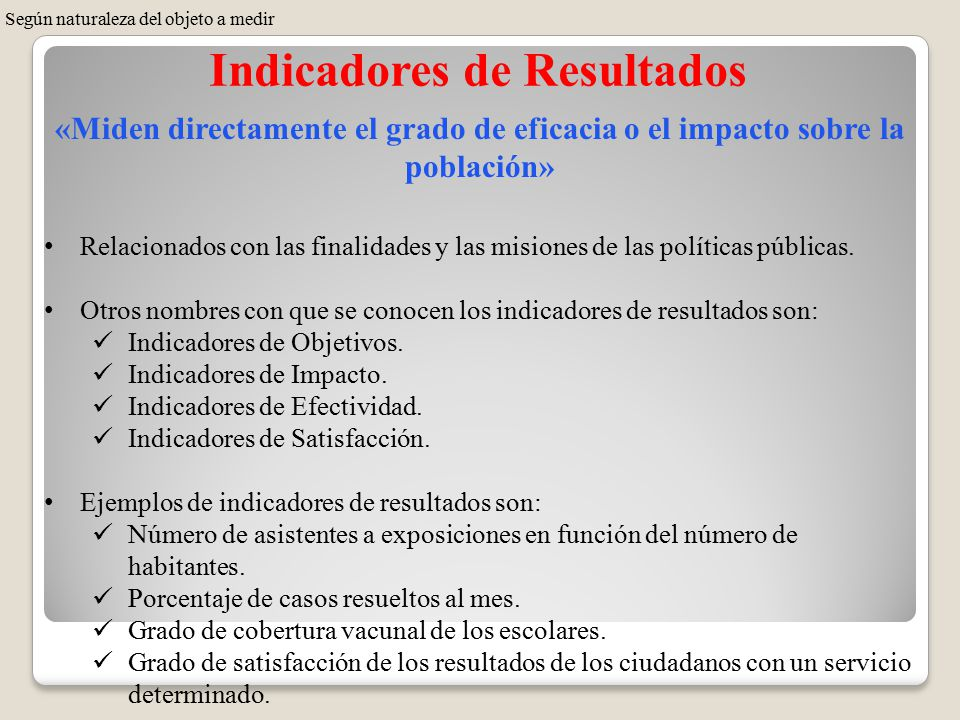 Según naturaleza del objeto a medir
Indicadores de Resultados
«Miden directamente el grado de eficacia o el impacto sobre la
población»
• Relacionados con las finalidades y las misiones de las políticas públicas.
• Otros nombres con que se conocen los indicadores de resultados son:
✓ Indicadores de Objetivos.
✓ Indicadores de Impacto.
✓ Indicadores de Efectividad.
✓ Indicadores de Satisfacción.
• Ejemplos de indicadores de resultados son:
✓ Número de asistentes a exposiciones en función del número de
habitantes.
✓ Porcentaje de casos resueltos al mes.
✓ Grado de cobertura vacunal de los escolares.
✓ Grado de satisfacción de los resultados de los ciudadanos con un servicio
determinado.